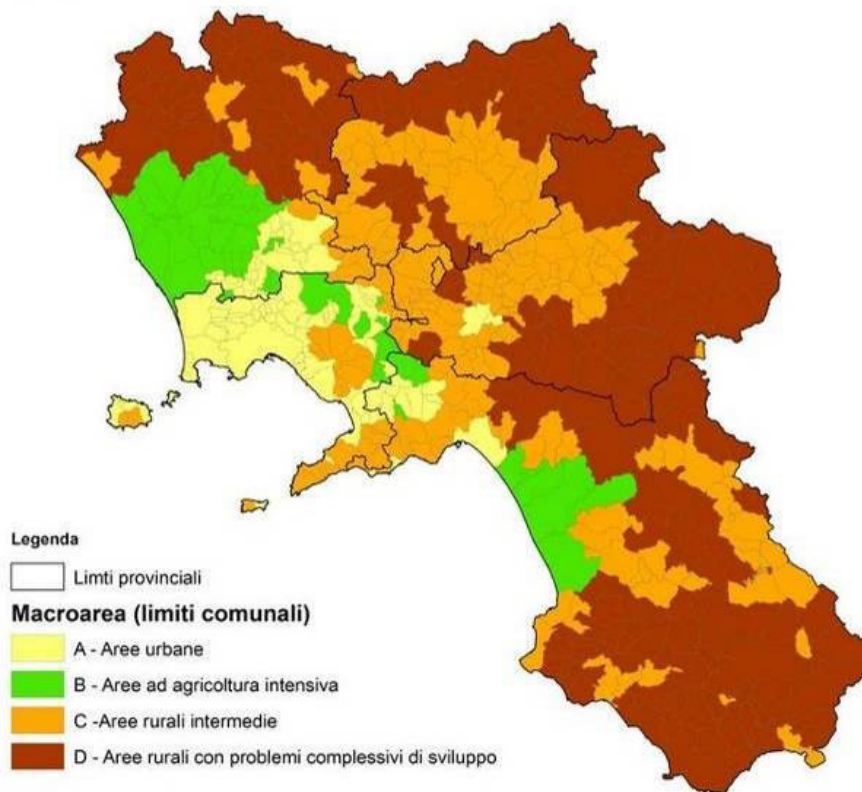 Legenda
Limti provinciali
Macroarea (limiti comunali)
A - Aree urbane
B - Aree ad agricoltura intensiva
C -Aree rurali intermedie
D - Aree rurali con problemi complessivi di sviluppo